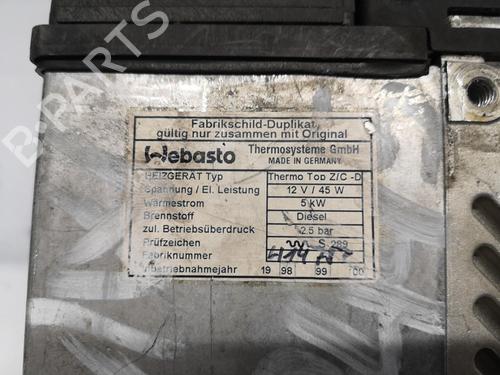 B-PARTS
Fabrikschild-Duplikat
gültig nur zusammen mit Original
Webasto Thermosysteme GmbH
MADE IN GERMANY
HEIZGERÄT Typ Thermo Top Z/C -D
Spannung / El. Leistung 12 V / 45 W
Wärmestrom 5 kW
Brennstoff Diesel
zul. Betriebsüberdruck 2.5 bar
Prüfzeichen S 289
Fabriknummer
Inbetriebnahmejahr 19 98 99 00